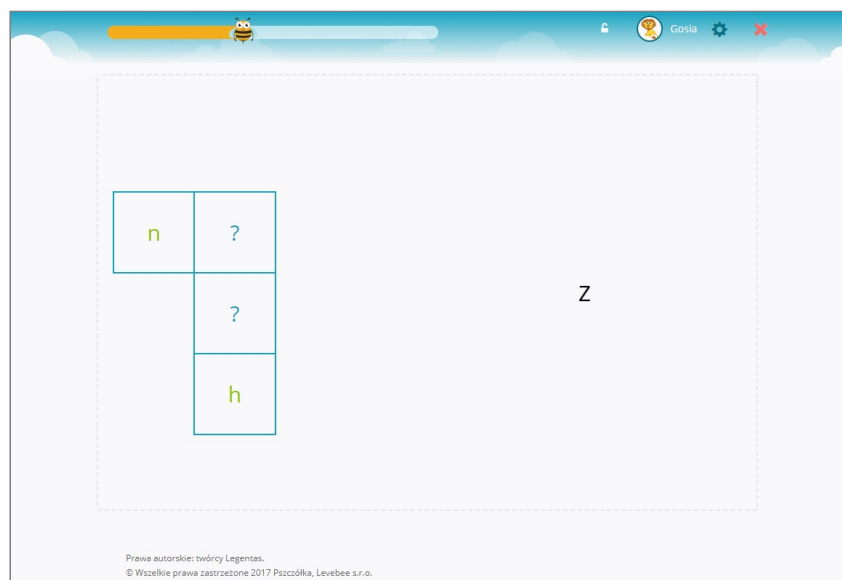 Gosia
n ?
?
Z
h
Prawa autorskie: twórcy Legentas.
© Wszelkie prawa zastrzeżone 2017 Pszczółka, Levebee s.r.o.